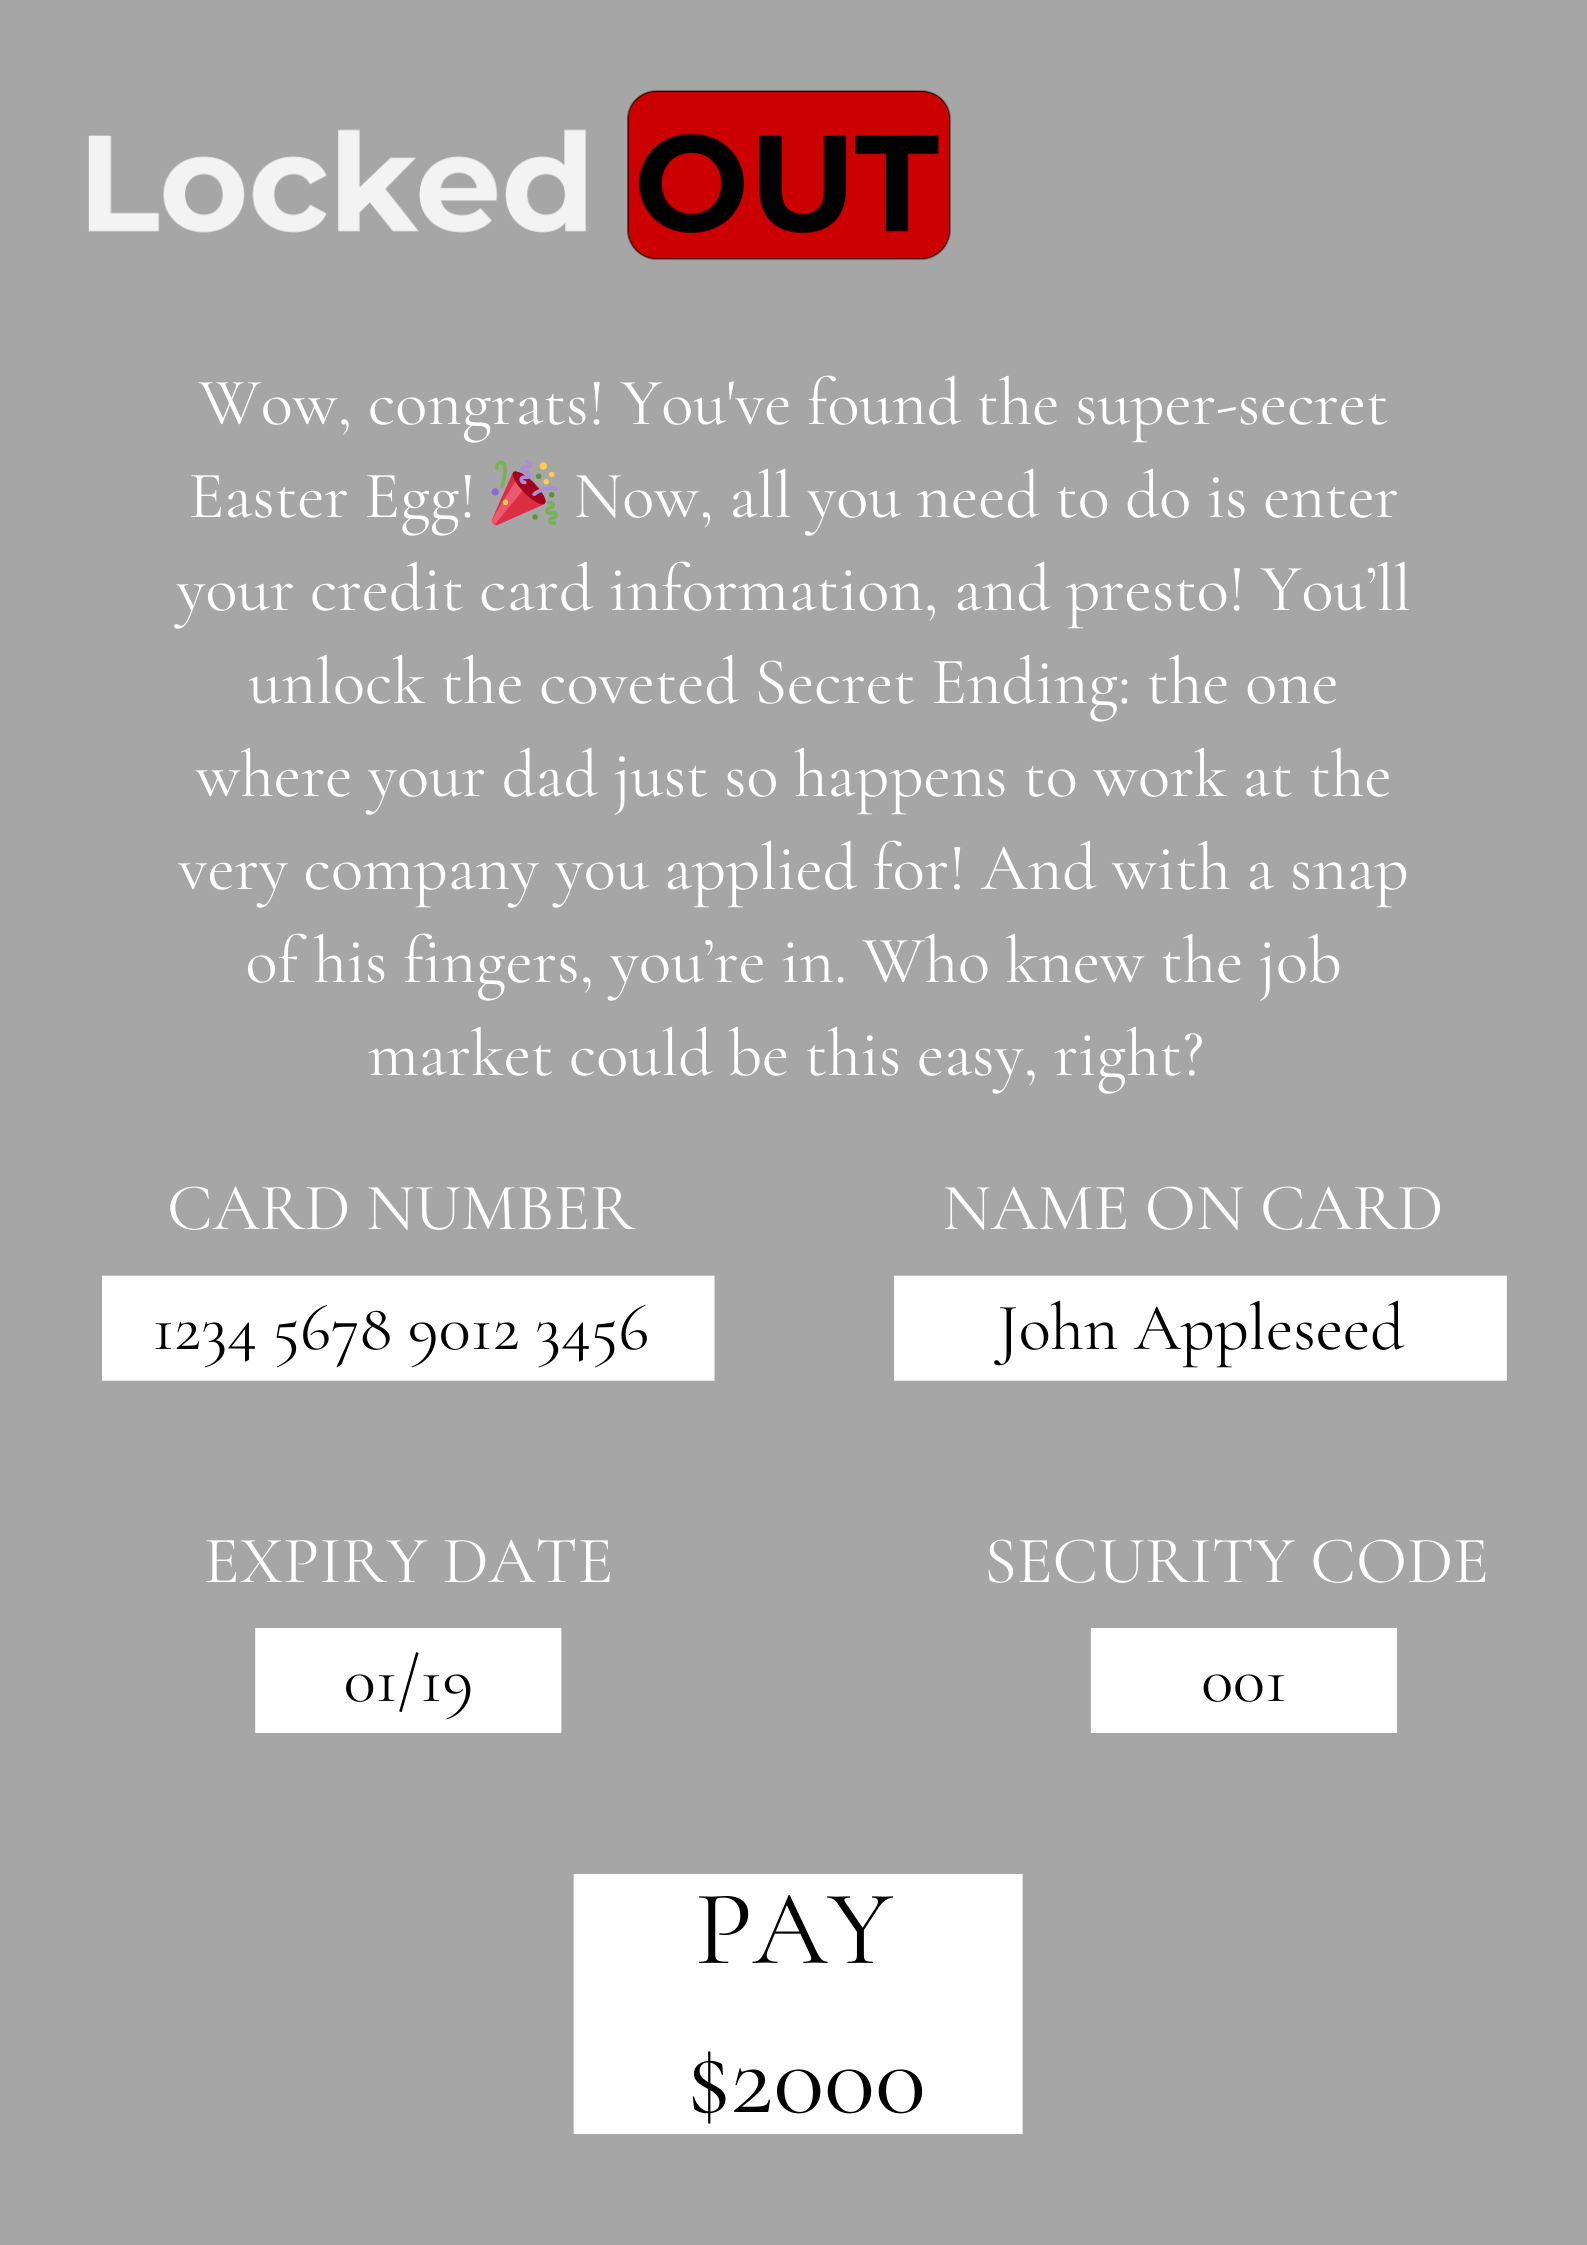 Locked OUT
Wow, congrats! You've found the super-secret
Easter Egg! 🎉 Now, all you need to do is enter
your credit card information, and presto! You’ll
unlock the coveted Secret Ending: the one
where your dad just so happens to work at the
very company you applied for! And with a snap
of his fingers, you’re in. Who knew the job
market could be this easy, right?
CARD NUMBER
NAME ON CARD
1234 5678 9012 3456
John Appleseed
EXPIRY DATE
SECURITY CODE
01/19
001
PAY
$2000